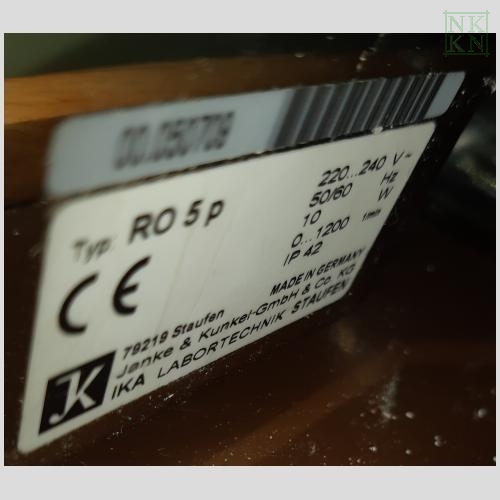 NK
KN
00.050709
Typ: RO 5 p
220...240 V~
50/60 Hz
10 W
0...1200 1/min
IP 42
CE
MADE IN GERMANY
79219 Staufen
Janke & Kunkel-GmbH & Co. KG
IKA LABORTECHNIK STAUFEN
JK